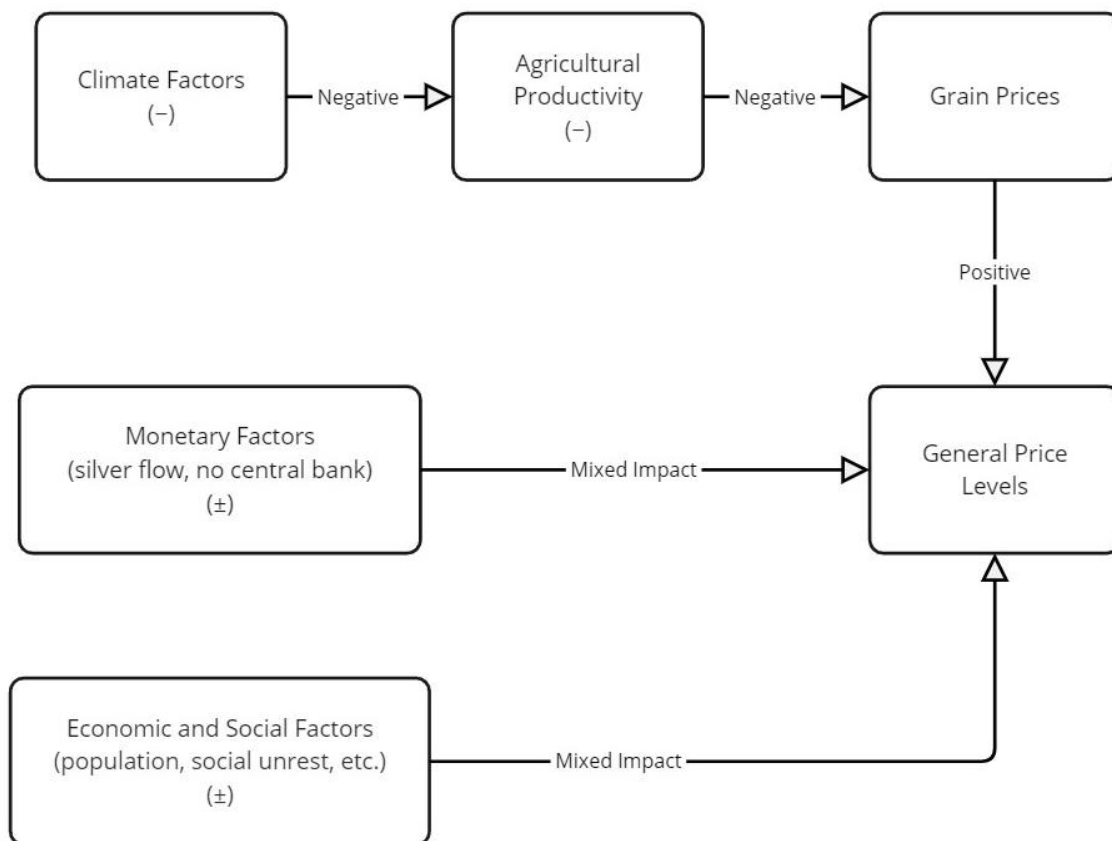 Climate Factors
(−)
Negative
Agricultural
Productivity
(−)
Negative
Grain Prices
Positive
Monetary Factors
(silver flow, no central bank)
(±)
Mixed Impact
General Price
Levels
Economic and Social Factors
(population, social unrest, etc.)
(±)
Mixed Impact